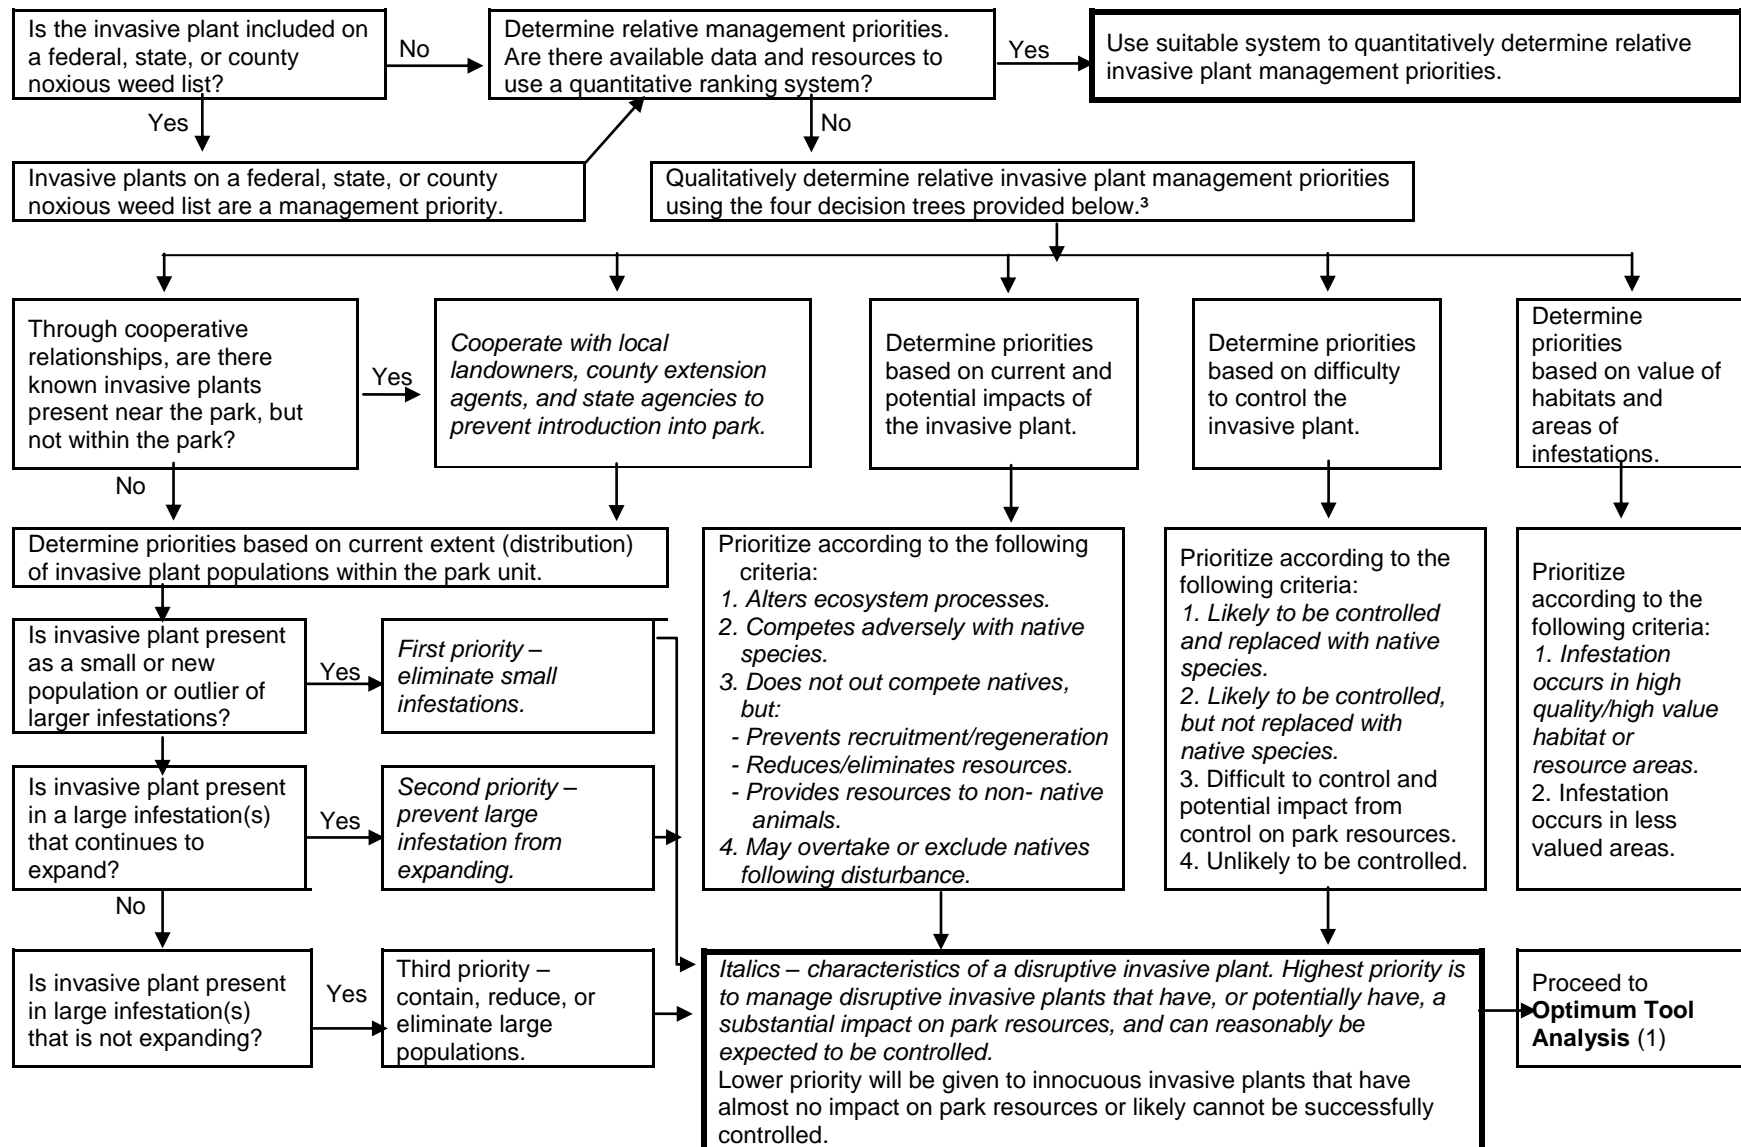 Is the invasive plant included on
a federal, state, or county
noxious weed list?
No
Determine relative management priorities.
Are there available data and resources to
use a quantitative ranking system?
Yes
Use suitable system to quantitatively determine relative
invasive plant management priorities.
Yes
No
Invasive plants on a federal, state, or county
noxious weed list are a management priority.
Qualitatively determine relative invasive plant management priorities
using the four decision trees provided below.³
Through cooperative
relationships, are there
known invasive plants
present near the park, but
not within the park?
Yes
Cooperate with local
landowners, county extension
agents, and state agencies to
prevent introduction into park.
Determine priorities
based on current and
potential impacts of
the invasive plant.
Determine priorities
based on difficulty
to control the
invasive plant.
Determine
priorities
based on value of
habitats and
areas of
infestations.
No
Determine priorities based on current extent (distribution)
of invasive plant populations within the park unit.
Is invasive plant present
as a small or new
population or outlier of
larger infestations?
Yes
First priority –
eliminate small
infestations.
Is invasive plant present
in a large infestation(s)
that continues to
expand?
Yes
Second priority –
prevent large
infestation from
expanding.
No
Is invasive plant present
in large infestation(s)
that is not expanding?
Yes
Third priority –
contain, reduce, or
eliminate large
populations.
Prioritize according to the following
criteria:
1. Alters ecosystem processes.
2. Competes adversely with native
species.
3. Does not out compete natives,
but:
- Prevents recruitment/regeneration
- Reduces/eliminates resources.
- Provides resources to non- native
animals.
4. May overtake or exclude natives
following disturbance.
Prioritize according to the
following criteria:
1. Likely to be controlled
and replaced with native
species.
2. Likely to be controlled,
but not replaced with
native species.
3. Difficult to control and
potential impact from
control on park resources.
4. Unlikely to be controlled.
Prioritize
according to the
following criteria:
1. Infestation
occurs in high
quality/high value
habitat or
resource areas.
2. Infestation
occurs in less
valued areas.
Italics – characteristics of a disruptive invasive plant. Highest priority is
to manage disruptive invasive plants that have, or potentially have, a
substantial impact on park resources, and can reasonably be
expected to be controlled.
Lower priority will be given to innocuous invasive plants that have
almost no impact on park resources or likely cannot be successfully
controlled.
Proceed to
Optimum Tool
Analysis (1)